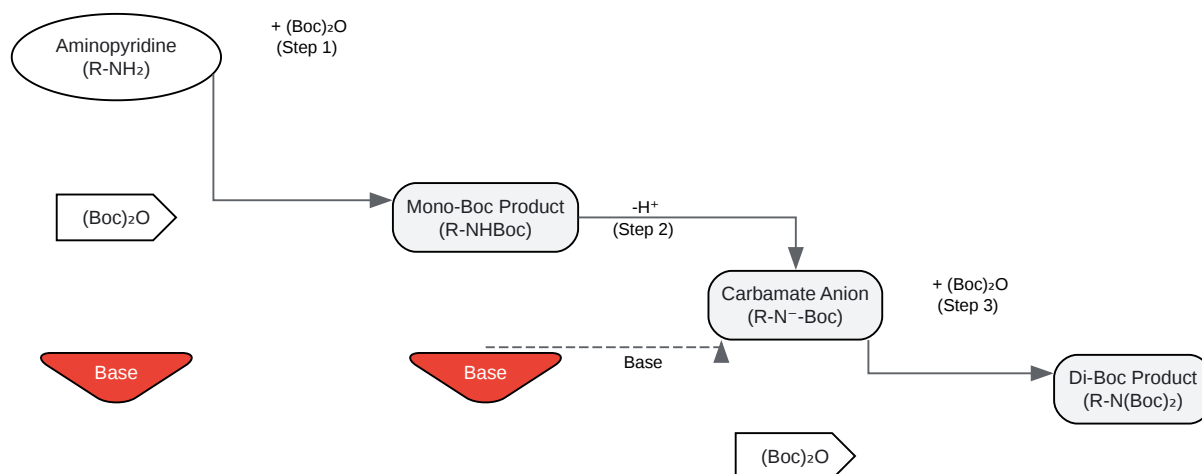 + (Boc)₂O
(Step 1)
Aminopyridine
(R-NH₂)
(Boc)₂O
Mono-Boc Product
(R-NHBoc)
-H⁺
(Step 2)
Carbamate Anion
(R-N⁻-Boc)
+ (Boc)₂O
(Step 3)
Base
Base
Base
Di-Boc Product
(R-N(Boc)₂)
(Boc)₂O